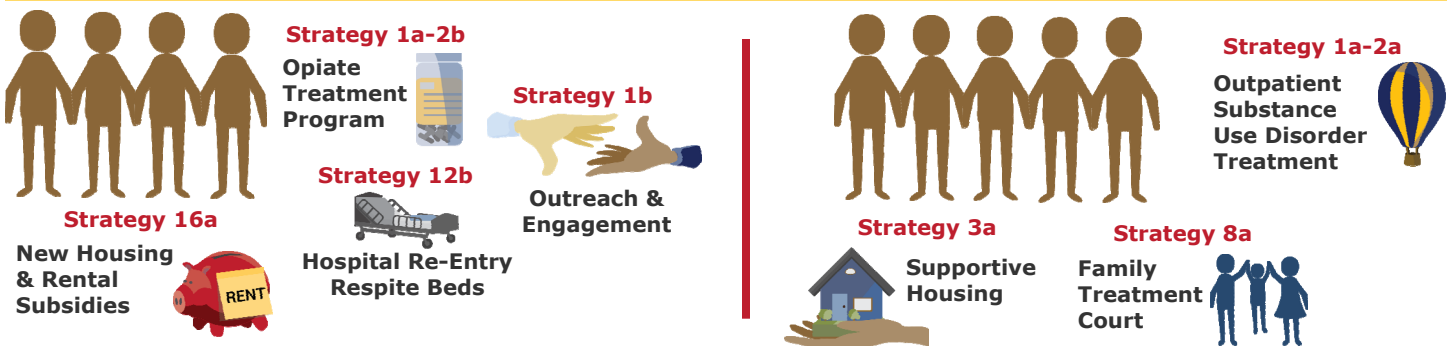 Strategy 1a-2b
Opiate
Treatment
Program
Strategy 1b
Outreach &
Engagement
Strategy 12b
Hospital Re-Entry
Respite Beds
Strategy 16a
New Housing
& Rental
Subsidies
RENT
Strategy 1a-2a
Outpatient
Substance
Use Disorder
Treatment
Strategy 3a
Supportive
Housing
Strategy 8a
Family
Treatment
Court